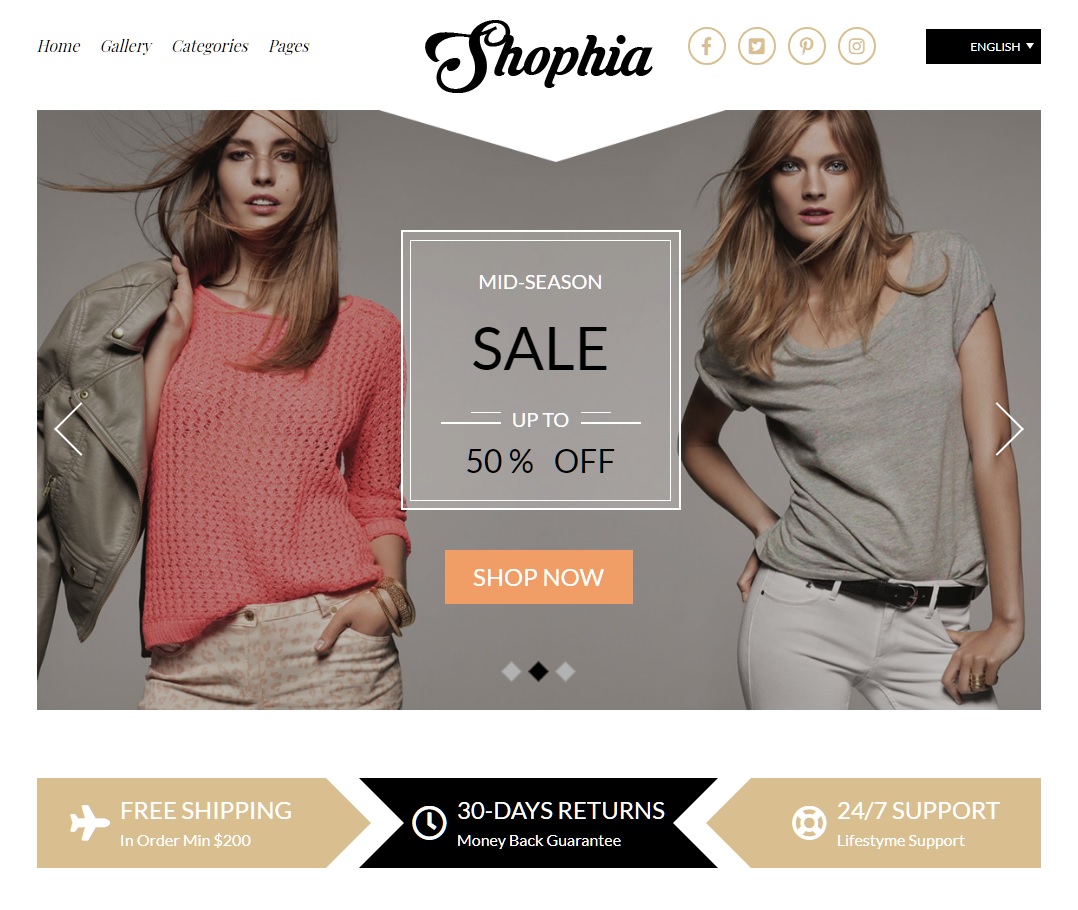 Home Gallery Categories Pages
Shophia
ENGLISH
MID-SEASON
SALE
UP TO
50 % OFF
SHOP NOW
FREE SHIPPING
In Order Min $200
30-DAYS RETURNS
Money Back Guarantee
24/7 SUPPORT
Lifestyme Support